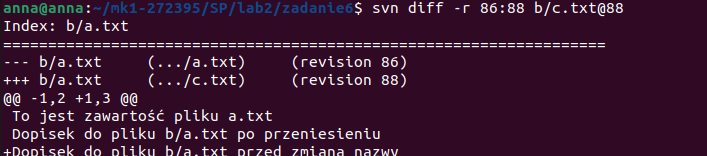 anna@anna:~/mk1-272395/SP/lab2/zadanie6$ svn diff -r 86:88 b/c.txt@88
Index: b/a.txt
===================================================================
--- b/a.txt     (.../a.txt)     (revision 86)
+++ b/a.txt     (.../c.txt)     (revision 88)
@@ -1,2 +1,3 @@
 To jest zawartość pliku a.txt
 Dopisek do pliku b/a.txt po przeniesieniu
+Dopisek do pliku b/a.txt przed zmianą nazwy